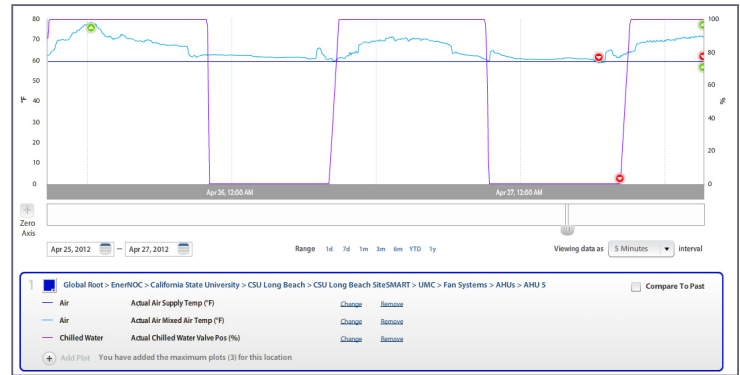 80
70
60
50
40
30
20
10
0
°F
100
80
60
40
20
0
%
Apr 26, 12:00 AM
Apr 27, 12:00 AM
Zero
Axis
Apr 25, 2012 – Apr 27, 2012
Range 1d 7d 1m 3m 6m YTD 1y
Viewing data as 5 Minutes interval
1 Global Root > EnerNOC > California State University > CSU Long Beach > CSU Long Beach SiteSMART > UMC > Fan Systems > AHUs > AHU 5
Compare To Past
Air Actual Air Supply Temp (°F) Change Remove
Air Actual Air Mixed Air Temp (°F) Change Remove
Chilled Water Actual Chilled Water Valve Pos (%) Change Remove
Add Plot You have added the maximum plots (3) for this location